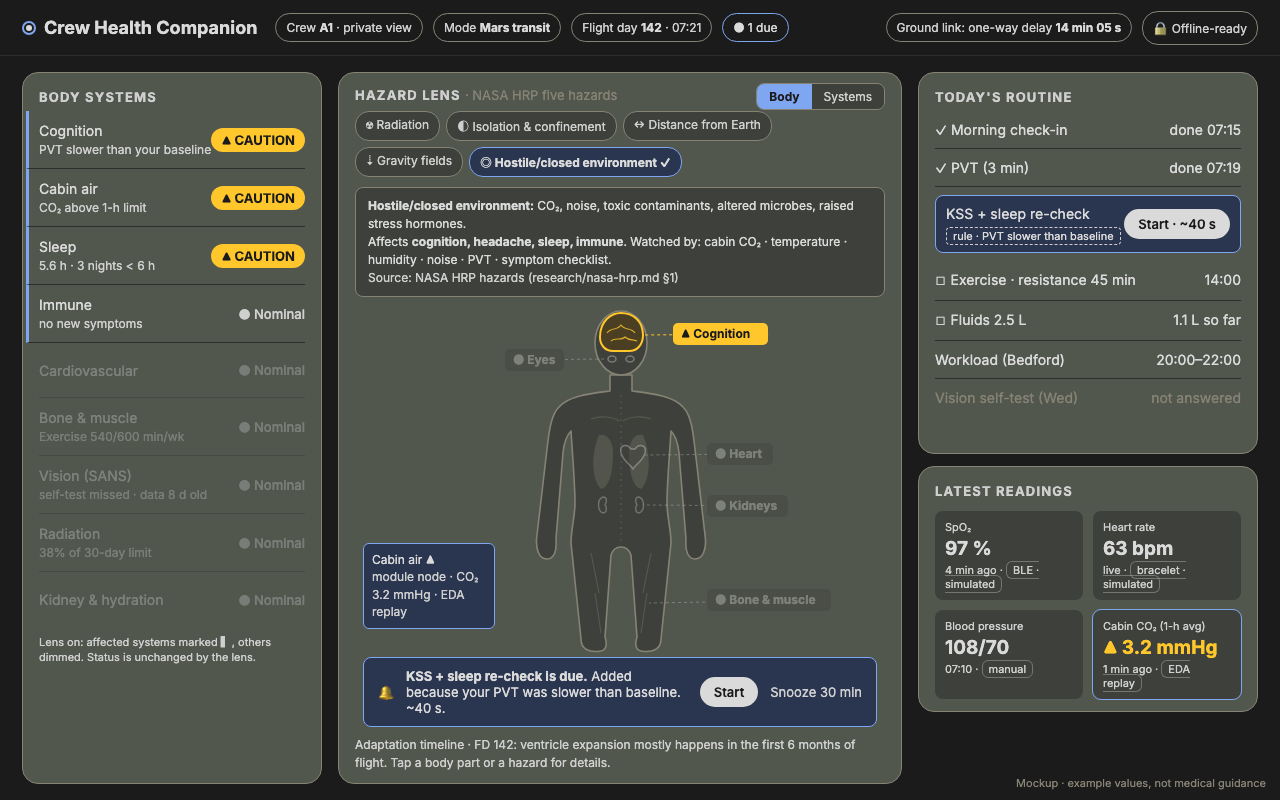 Crew Health Companion
Crew A1 · private view
Mode Mars transit
Flight day 142 · 07:21
1 due
Ground link: one-way delay 14 min 05 s
🔒 Offline-ready
BODY SYSTEMS
Cognition
PVT slower than your baseline
▲ CAUTION
Cabin air
CO₂ above 1-h limit
▲ CAUTION
Sleep
5.6 h · 3 nights < 6 h
▲ CAUTION
Immune
no new symptoms
Nominal
Cardiovascular
Nominal
Bone & muscle
Exercise 540/600 min/wk
Nominal
Vision (SANS)
self-test missed · data 8 d old
Nominal
Radiation
38% of 30-day limit
Nominal
Kidney & hydration
Nominal
Lens on: affected systems marked ▌, others
dimmed. Status is unchanged by the lens.
HAZARD LENS · NASA HRP five hazards
Body
Systems
☢ Radiation
◐ Isolation & confinement
↔ Distance from Earth
⇣ Gravity fields
◎ Hostile/closed environment ✓
Hostile/closed environment: CO₂, noise, toxic contaminants, altered microbes, raised
stress hormones.
Affects cognition, headache, sleep, immune. Watched by: cabin CO₂ · temperature ·
humidity · noise · PVT · symptom checklist.
Source: NASA HRP hazards (research/nasa-hrp.md §1)
▲ Cognition
Eyes
Heart
Kidneys
Bone & muscle
Cabin air ▲
module node · CO₂
3.2 mmHg · EDA
replay
🔔 KSS + sleep re-check is due. Added
because your PVT was slower than baseline.
~40 s.
Start
Snooze 30 min
Adaptation timeline · FD 142: ventricle expansion mostly happens in the first 6 months of
flight. Tap a body part or a hazard for details.
TODAY'S ROUTINE
✓ Morning check-in
done 07:15
✓ PVT (3 min)
done 07:19
KSS + sleep re-check
rule · PVT slower than baseline
Start · ~40 s
☐ Exercise · resistance 45 min
14:00
☐ Fluids 2.5 L
1.1 L so far
Workload (Bedford)
20:00–22:00
Vision self-test (Wed)
not answered
LATEST READINGS
SpO₂
97 %
4 min ago · BLE ·
simulated
Heart rate
63 bpm
live · bracelet ·
simulated
Blood pressure
108/70
07:10 · manual
Cabin CO₂ (1-h avg)
▲ 3.2 mmHg
1 min ago · EDA
replay
Mockup · example values, not medical guidance